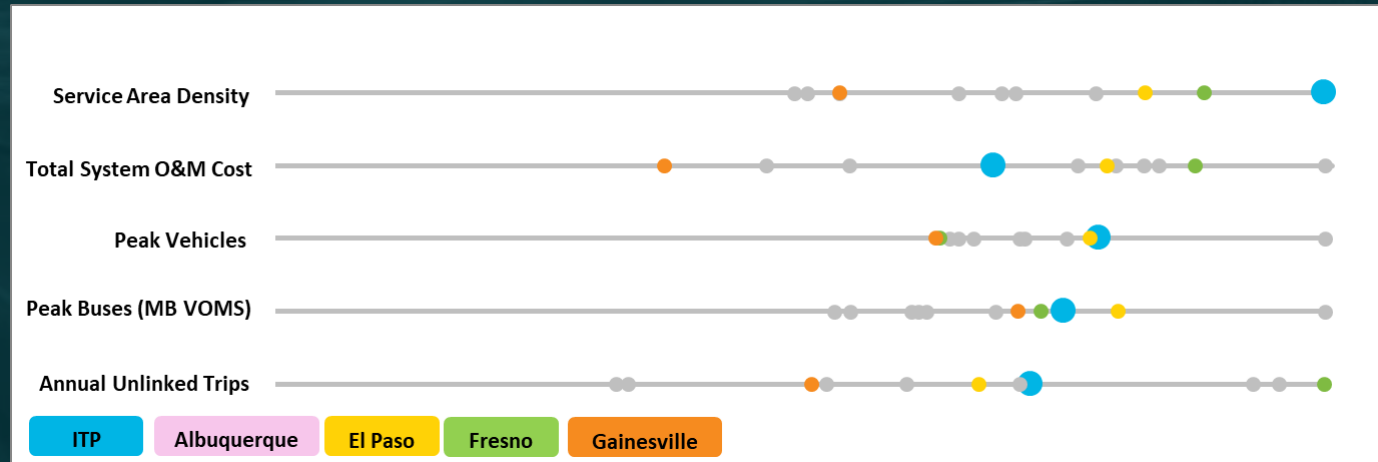 Service Area Density
Total System O&M Cost
Peak Vehicles
Peak Buses (MB VOMS)
Annual Unlinked Trips
ITP Albuquerque El Paso Fresno Gainesville